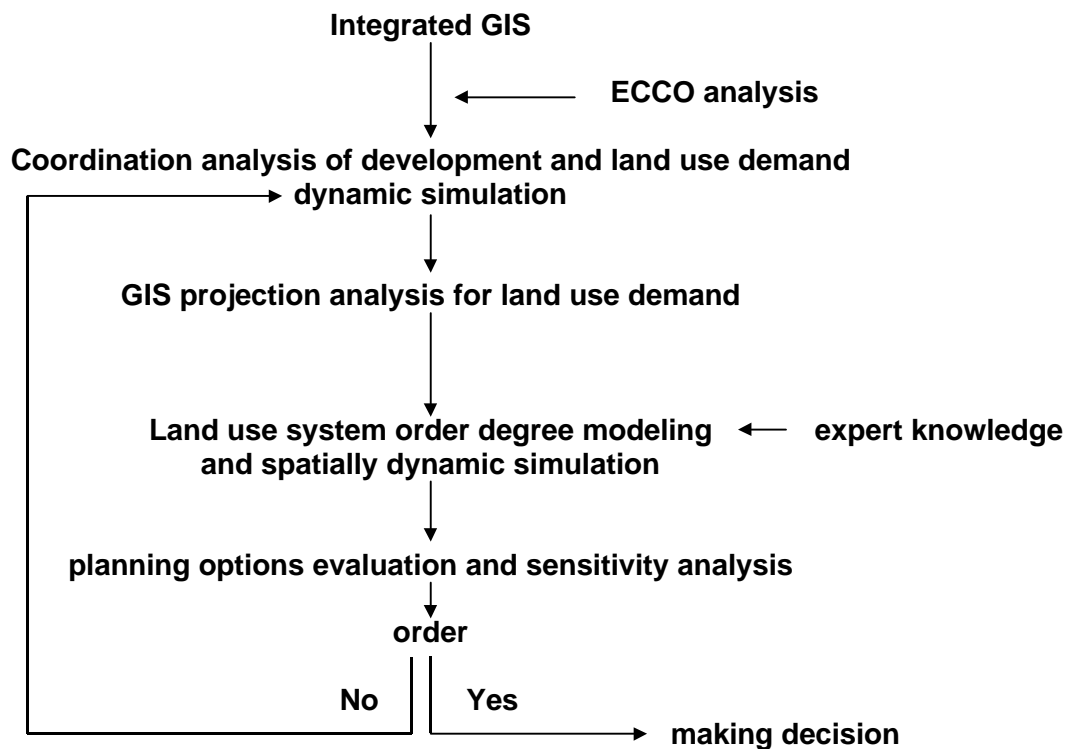 Integrated GIS
ECCO analysis
Coordination analysis of development and land use demand
dynamic simulation
GIS projection analysis for land use demand
Land use system order degree modeling
and spatially dynamic simulation
expert knowledge
planning options evaluation and sensitivity analysis
order
No
Yes
making decision